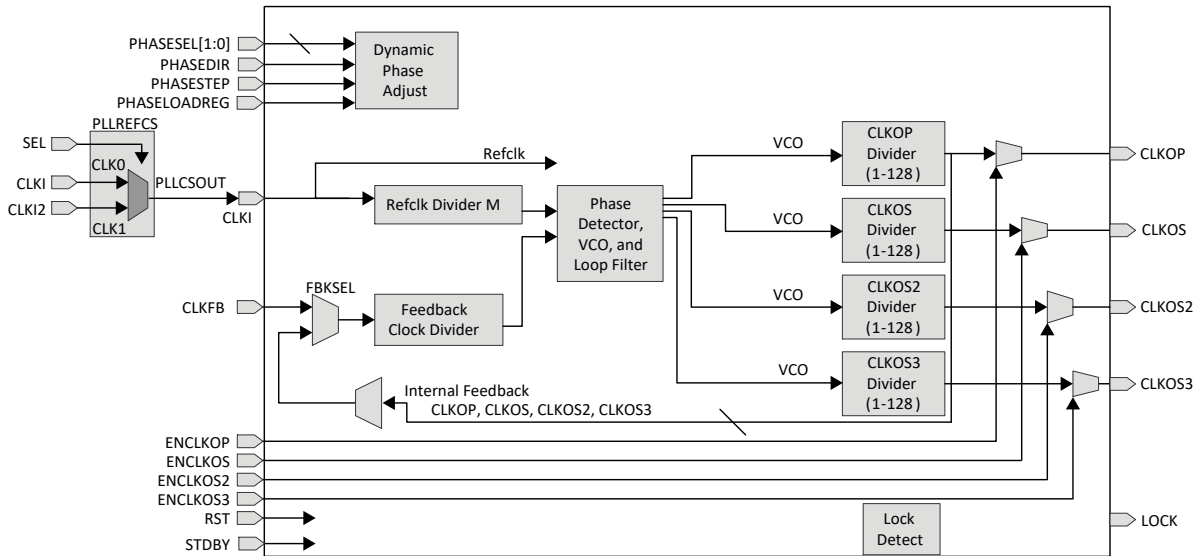 PHASESEL[1:0]
PHASEDIR
PHASESTEP
PHASELOADREG
Dynamic
Phase
Adjust
PLLREFCS
SEL
CLK0
CLKI
CLKI2
CLK1
PLLCSOUT
CLKI
Refclk
Refclk Divider M
Phase
Detector,
VCO, and
Loop Filter
VCO
CLKOP
Divider
(1-128)
CLKOP
VCO
CLKOS
Divider
(1-128)
CLKOS
CLKFB
FBKSEL
Feedback
Clock Divider
VCO
CLKOS2
Divider
(1-128)
CLKOS2
VCO
CLKOS3
Divider
(1-128)
CLKOS3
Internal Feedback
CLKOP, CLKOS, CLKOS2, CLKOS3
ENCLKOP
ENCLKOS
ENCLKOS2
ENCLKOS3
RST
STDBY
Lock
Detect
LOCK